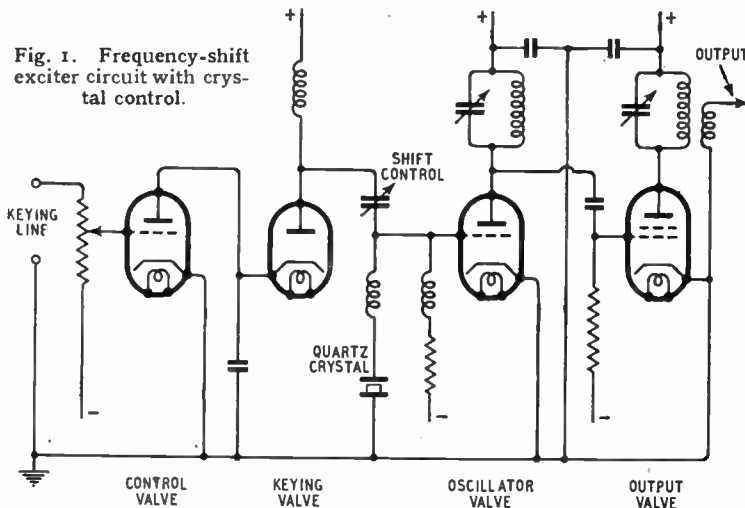 Fig. 1. Frequency-shift
exciter circuit with crys-
tal control.
+
+
+
OUTPUT
SHIFT
CONTROL
KEYING
LINE
QUARTZ
CRYSTAL
−
−
−
CONTROL
VALVE
KEYING
VALVE
OSCILLATOR
VALVE
OUTPUT
VALVE